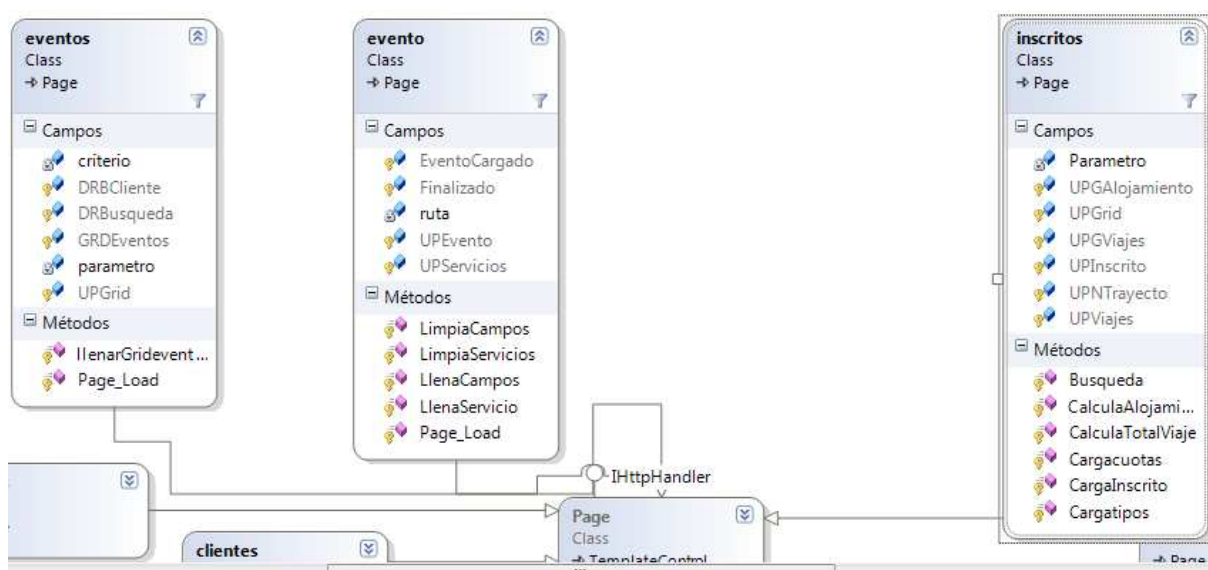 eventos
Class
Page
Campos
criterio
DRBCliente
DRBusqueda
GRDEventos
parametro
UPGrid
Métodos
llenarGridevent...
Page_Load
evento
Class
Page
Campos
EventoCargado
Finalizado
ruta
UPEvento
UPServicios
Métodos
LimpiaCampos
LimpiaServicios
LlenaCampos
LlenaServicio
Page_Load
inscritos
Class
Page
Campos
Parametro
UPGAlojamiento
UPGrid
UPGViajes
UPInscrito
UPNTrayecto
UPViajes
Métodos
Busqueda
CalculaAlojami...
CalculaTotalViaje
Cargacuotas
CargaInscrito
Cargatipos
IHttpHandler
Page
Class
TemplateControl
clientes
Page